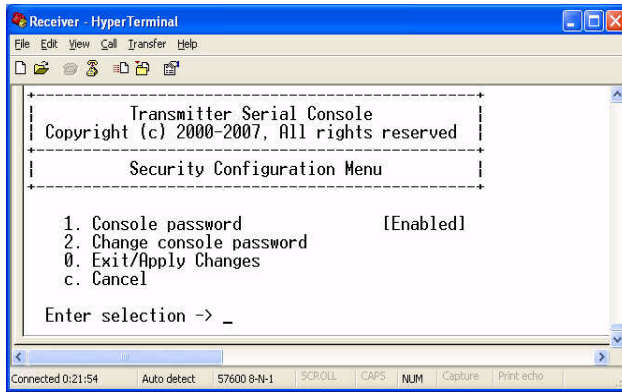 Receiver - HyperTerminal
File Edit View Call Transfer Help
Transmitter Serial Console
Copyright (c) 2000-2007, All rights reserved
Security Configuration Menu
1. Console password [Enabled]
2. Change console password
0. Exit/Apply Changes
c. Cancel
Enter selection -> _
Connected 0:21:54 Auto detect 57600 8-N-1 SCROLL CAPS NUM Capture Print echo